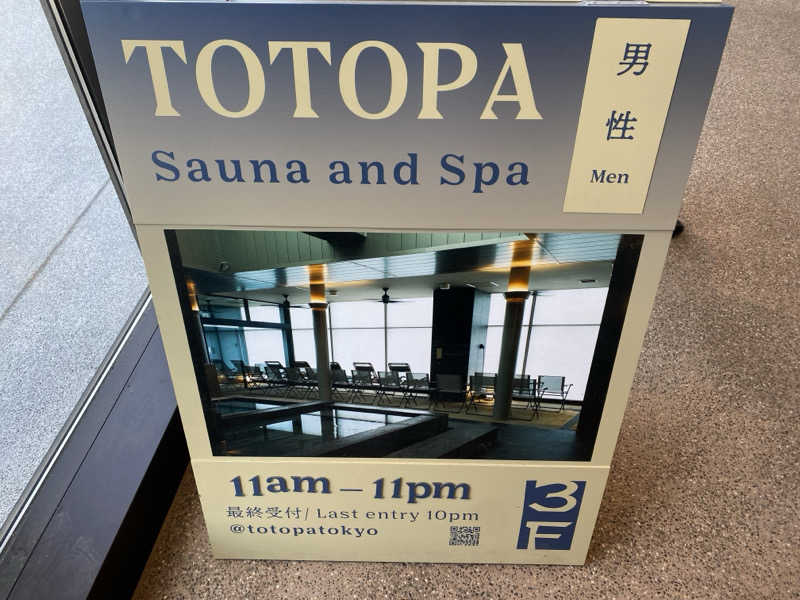 TOTOPA
Sauna and Spa
男性
Men
11am – 11pm
最終受付/ Last entry 10pm
@totopatokyo
3F